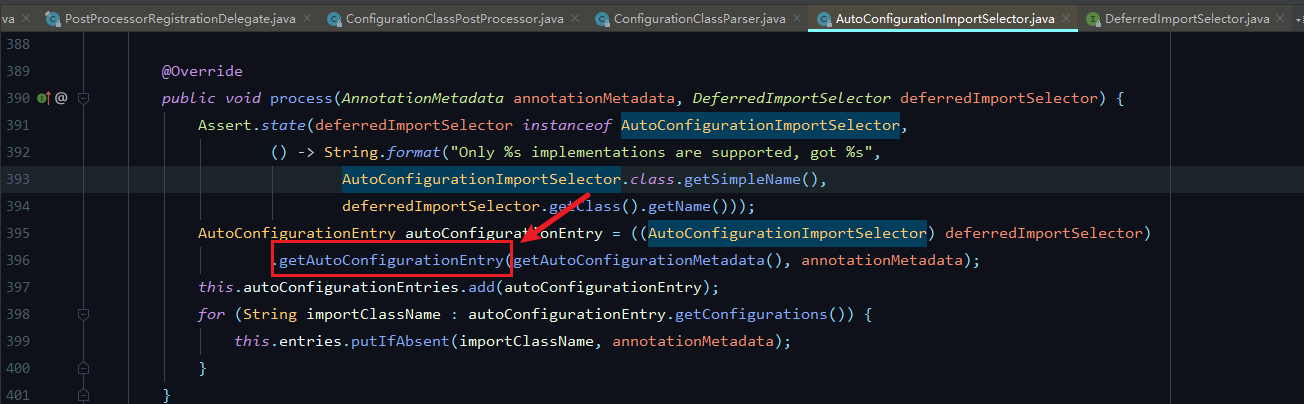 va PostProcessorRegistrationDelegate.java ConfigurationClassPostProcessor.java ConfigurationClassParser.java AutoConfigurationImportSelector.java DeferredImportSelector.java
388
389 @Override
390 @ public void process(AnnotationMetadata annotationMetadata, DeferredImportSelector deferredImportSelector) {
391 Assert.state(deferredImportSelector instanceof AutoConfigurationImportSelector,
392 () -> String.format("Only %s implementations are supported, got %s",
393 AutoConfigurationImportSelector.class.getSimpleName(),
394 deferredImportSelector.getClass().getName()));
395 AutoConfigurationEntry autoConfigurationEntry = ((AutoConfigurationImportSelector) deferredImportSelector)
396 .getAutoConfigurationEntry(getAutoConfigurationMetadata(), annotationMetadata);
397 this.autoConfigurationEntries.add(autoConfigurationEntry);
398 for (String importClassName : autoConfigurationEntry.getConfigurations()) {
399 this.entries.putIfAbsent(importClassName, annotationMetadata);
400 }
401 }